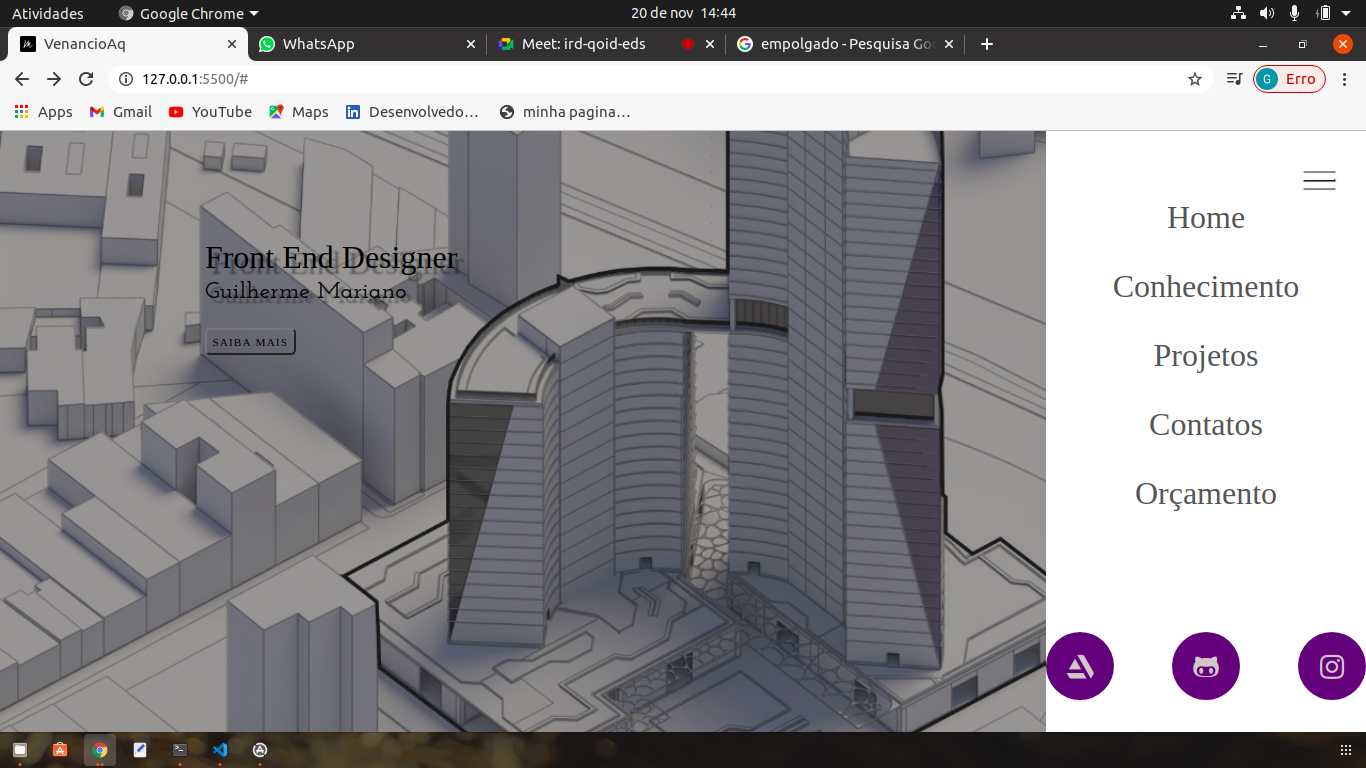 Atividades
Google Chrome
20 de nov 14:44
VenancioAq
WhatsApp
Meet: ird-qoid-eds
empolgado - Pesquisa Goo
127.0.0.1:5500/#
G
Erro
Apps
Gmail
YouTube
Maps
Desenvolvedo…
minha pagina…
Home
Front End Designer
Guilherme Mariano
Conhecimento
SAIBA MAIS
Projetos
Contatos
Orçamento